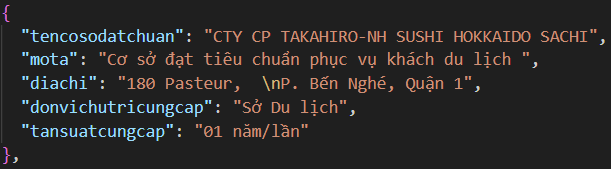 {
"tencosodatchuan": "CTY CP TAKAHIRO-NH SUSHI HOKKAIDO SACHI",
"mota": "Cơ sở đạt tiêu chuẩn phục vụ khách du lịch ",
"diachi": "180 Pasteur,  \nP. Bến Nghé, Quận 1",
"donvichutricungcap": "Sở Du lịch",
"tansuatcungcap": "01 năm/lần"
},